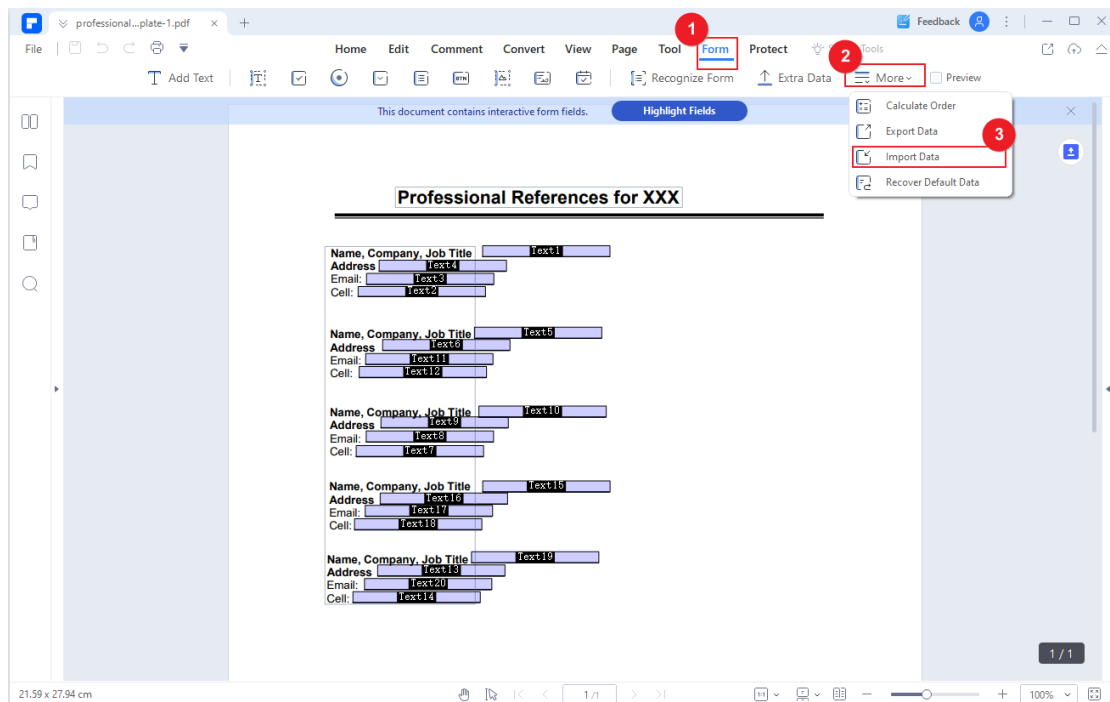 professional...plate-1.pdf
Feedback
File
Home Edit Comment Convert View Page Tool Form Protect Tools
1
2
Add Text
BTN
Recognize Form
Extra Data
More
Preview
This document contains interactive form fields.
Highlight Fields
Calculate Order
Export Data
3
Import Data
Recover Default Data
Professional References for XXX
Name, Company, Job Title Text1
Address Text4
Email: Text3
Cell: Text2
Name, Company, Job Title Text5
Address Text6
Email: Text11
Cell: Text12
Name, Company, Job Title Text10
Address Text9
Email: Text8
Cell: Text7
Name, Company, Job Title Text15
Address Text16
Email: Text17
Cell: Text18
Name, Company, Job Title Text19
Address Text13
Email: Text20
Cell: Text14
1 / 1
21.59 x 27.94 cm
1 /1
100%